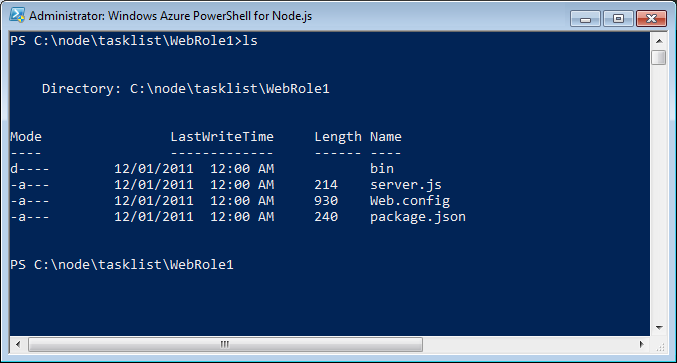 Administrator: Windows Azure PowerShell for Node.js
PS C:\node\tasklist\WebRole1>ls
Directory: C:\node\tasklist\WebRole1
Mode LastWriteTime Length Name
---- ------------- ------ ----
d---- 12/01/2011 12:00 AM bin
-a--- 12/01/2011 12:00 AM 214 server.js
-a--- 12/01/2011 12:00 AM 930 Web.config
-a--- 12/01/2011 12:00 AM 240 package.json
PS C:\node\tasklist\WebRole1